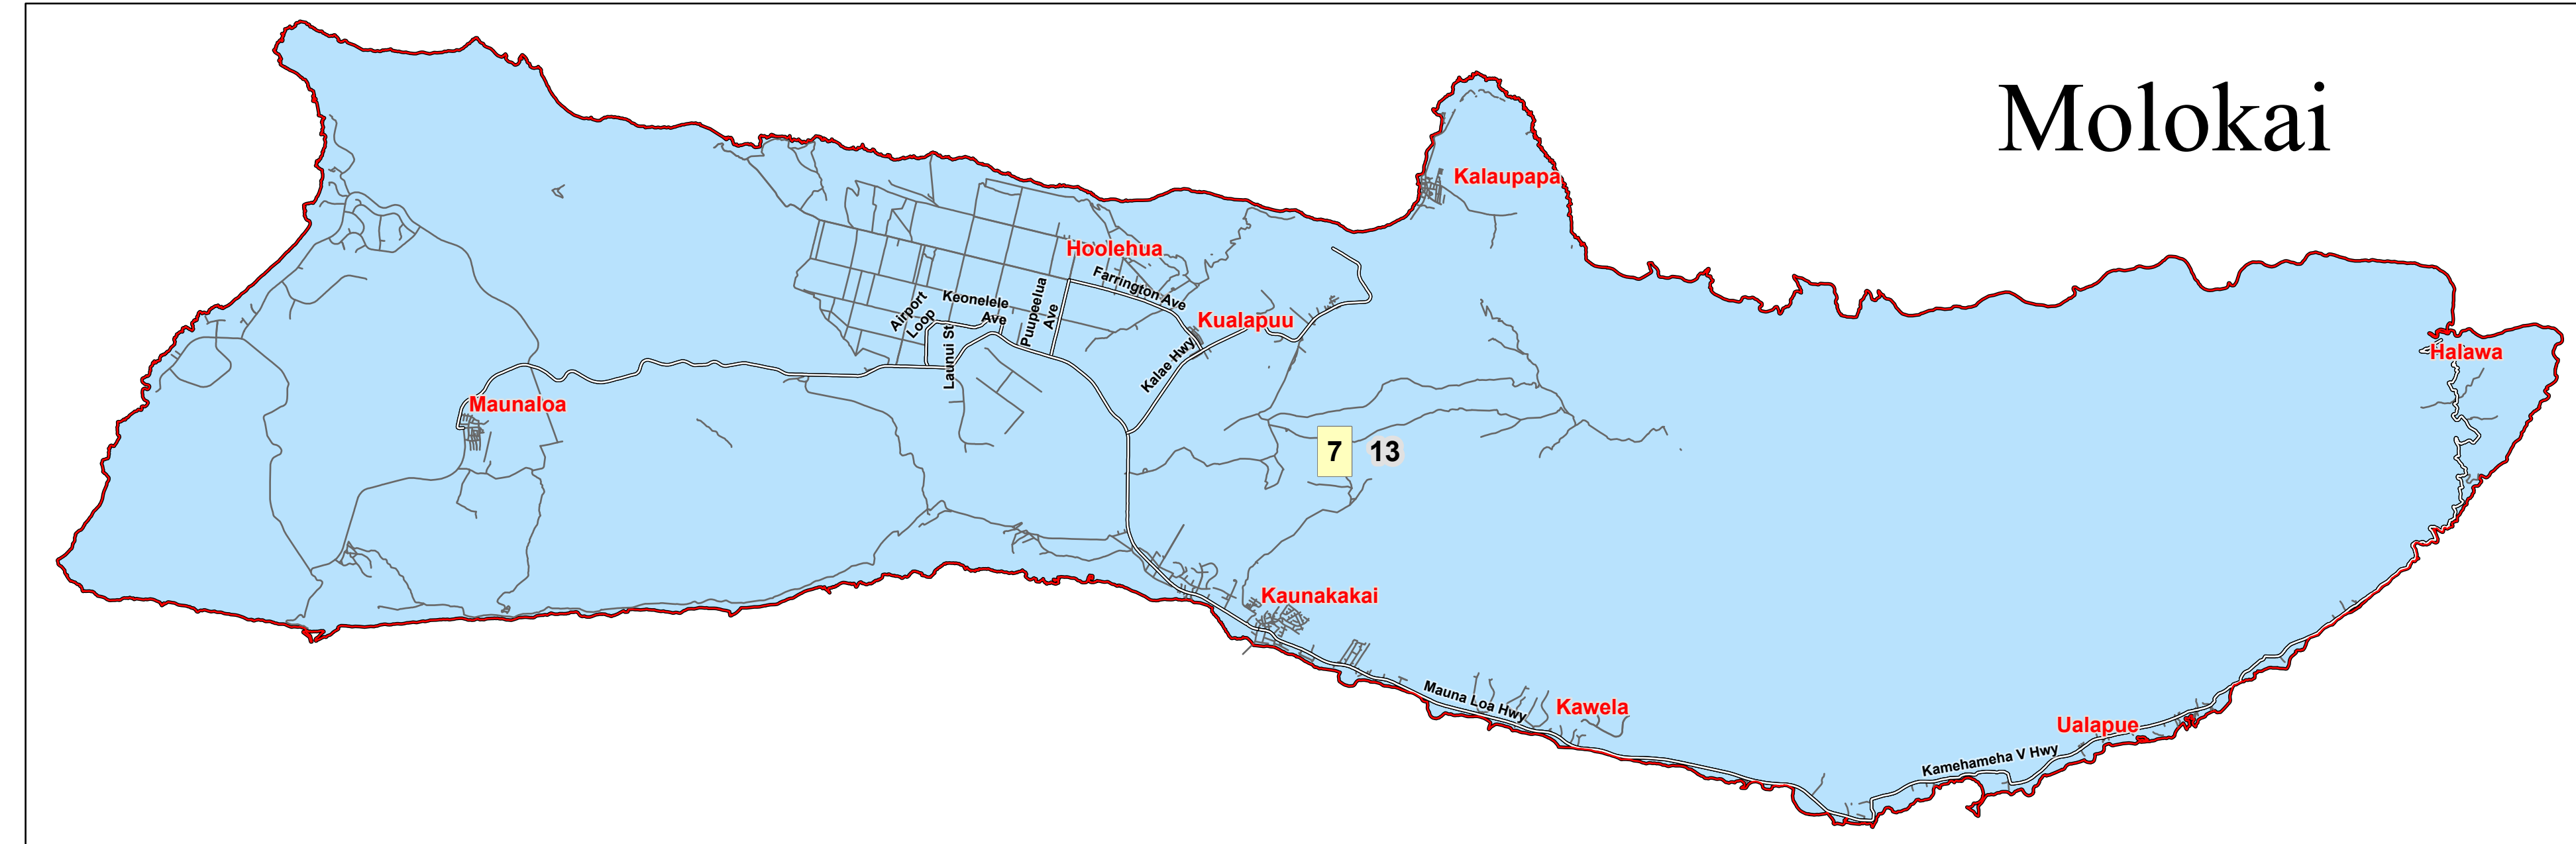 Molokai
Kalaupapa
Hoolehua
Farrington Ave
Keonelele
Ave
Airport
Loop
Puupeelua
Ave
Launui St
Kualapuu
Kalae Hwy
Halawa
Maunaloa
7 13
Kaunakakai
Mauna Loa Hwy
Kawela
Ualapue
Kamehameha V Hwy